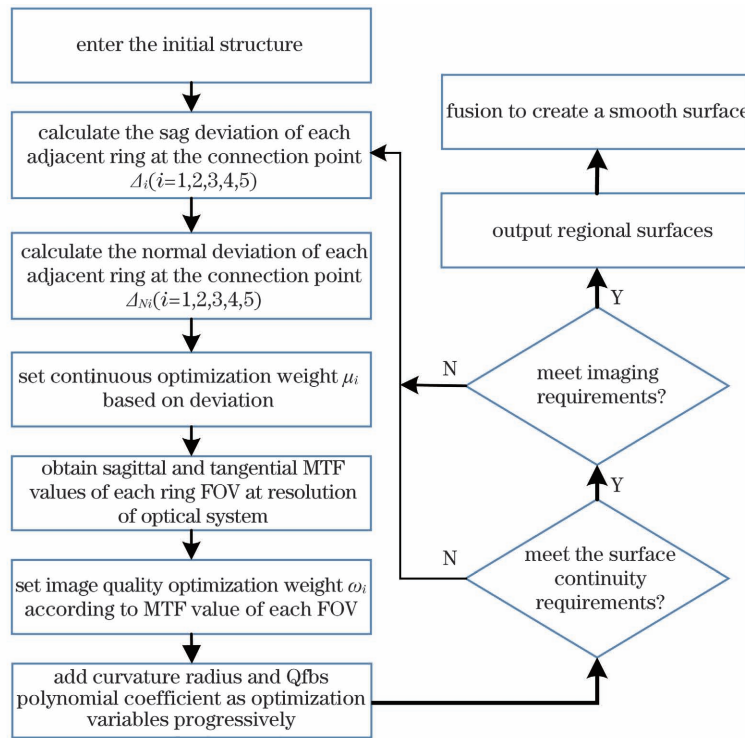 enter the initial structure
calculate the sag deviation of each
adjacent ring at the connection point
Δi(i=1,2,3,4,5)
calculate the normal deviation of each
adjacent ring at the connection point
ΔNi(i=1,2,3,4,5)
set continuous optimization weight μi
based on deviation
obtain sagittal and tangential MTF
values of each ring FOV at resolution
of optical system
set image quality optimization weight ωi
according to MTF value of each FOV
add curvature radius and Qfbs
polynomial coefficient as optimization
variables progressively
fusion to create a smooth surface
output regional surfaces
Y
N
meet imaging
requirements?
Y
N
meet the surface
continuity
requirements?